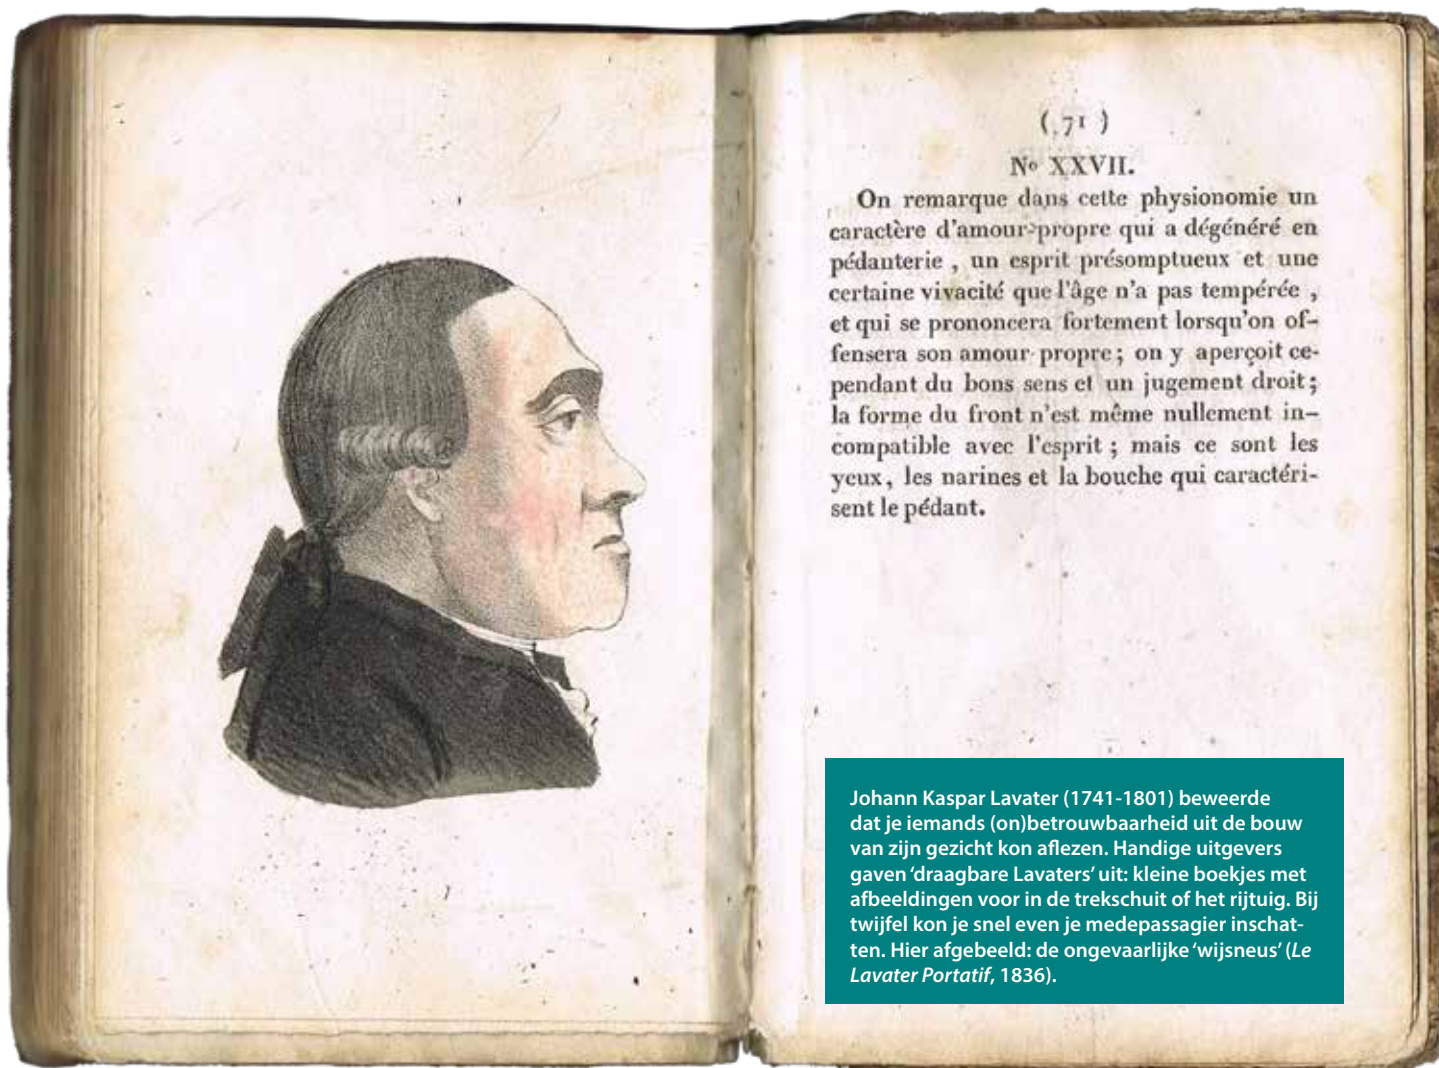 ( 71 )
No XXVII.
On remarque dans cette physionomie un
caractère d'amour-propre qui a dégénéré en
pédanterie , un esprit présomptueux et une
certaine vivacité que l'âge n'a pas tempérée ,
et qui se prononcera fortement lorsqu'on of-
fensera son amour propre ; on y aperçoit ce-
pendant du bons sens et un jugement droit ;
la forme du front n'est même nullement in-
compatible avec l'esprit ; mais ce sont les
yeux, les narines et la bouche qui caractéri-
sent le pédant.
Johann Kaspar Lavater (1741-1801) beweerde
dat je iemands (on)betrouwbaarheid uit de bouw
van zijn gezicht kon aflezen. Handige uitgevers
gaven ‘draagbare Lavaters’ uit: kleine boekjes met
afbeeldingen voor in de trekschuit of het rijtuig. Bij
twijfel kon je snel even je medepassagier inschat-
ten. Hier afgebeeld: de ongevaarlijke ‘wijsneus’ (Le
Lavater Portatif, 1836).